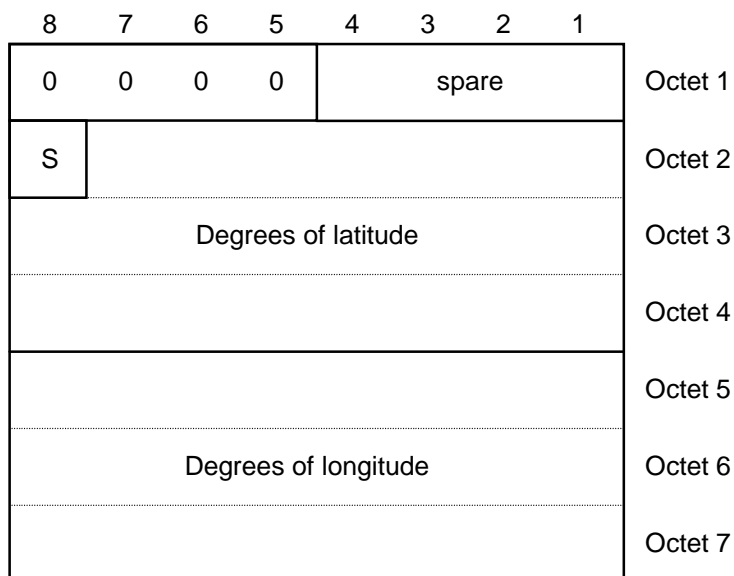 8 7 6 5 4 3 2 1
0 0 0 0 spare Octet 1
S Octet 2
Degrees of latitude Octet 3
Octet 4
Octet 5
Degrees of longitude Octet 6
Octet 7